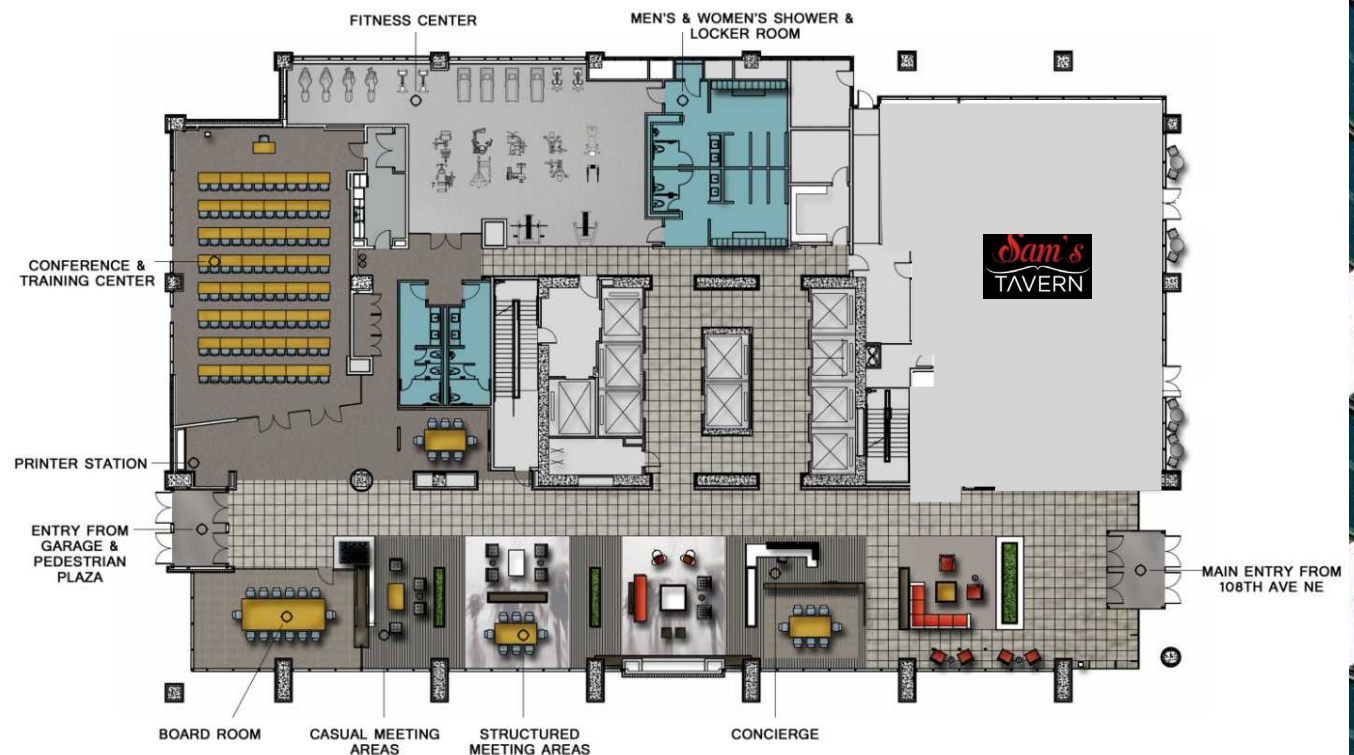 FITNESS CENTER
MEN'S & WOMEN'S SHOWER &
LOCKER ROOM
Sam's
TAVERN
CONFERENCE &
TRAINING CENTER
PRINTER STATION
ENTRY FROM
GARAGE &
PEDESTRIAN
PLAZA
MAIN ENTRY FROM
108TH AVE NE
BOARD ROOM
CASUAL MEETING
AREAS
STRUCTURED
MEETING AREAS
CONCIERGE